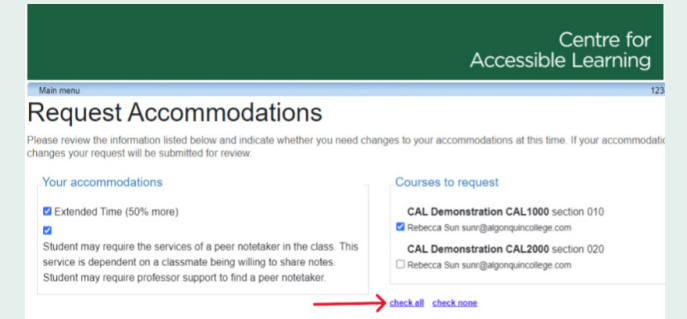 Centre for
Accessible Learning
Main menu
123
Request Accommodations
Please review the information listed below and indicate whether you need changes to your accommodations at this time. If your
changes your request will be submitted for review.
Your accommodations
Extended Time (50% more)
Student may require the services of a peer notetaker in the class. This
service is dependent on a classmate being willing to share notes.
Student may require professor support to find a peer notetaker.
Courses to request
CAL Demonstration CAL1000 section 010
Rebecca Sun sunr@algonquincollege.com
CAL Demonstration CAL2000 section 020
Rebecca Sun sunr@algonquincollege.com
check all check none